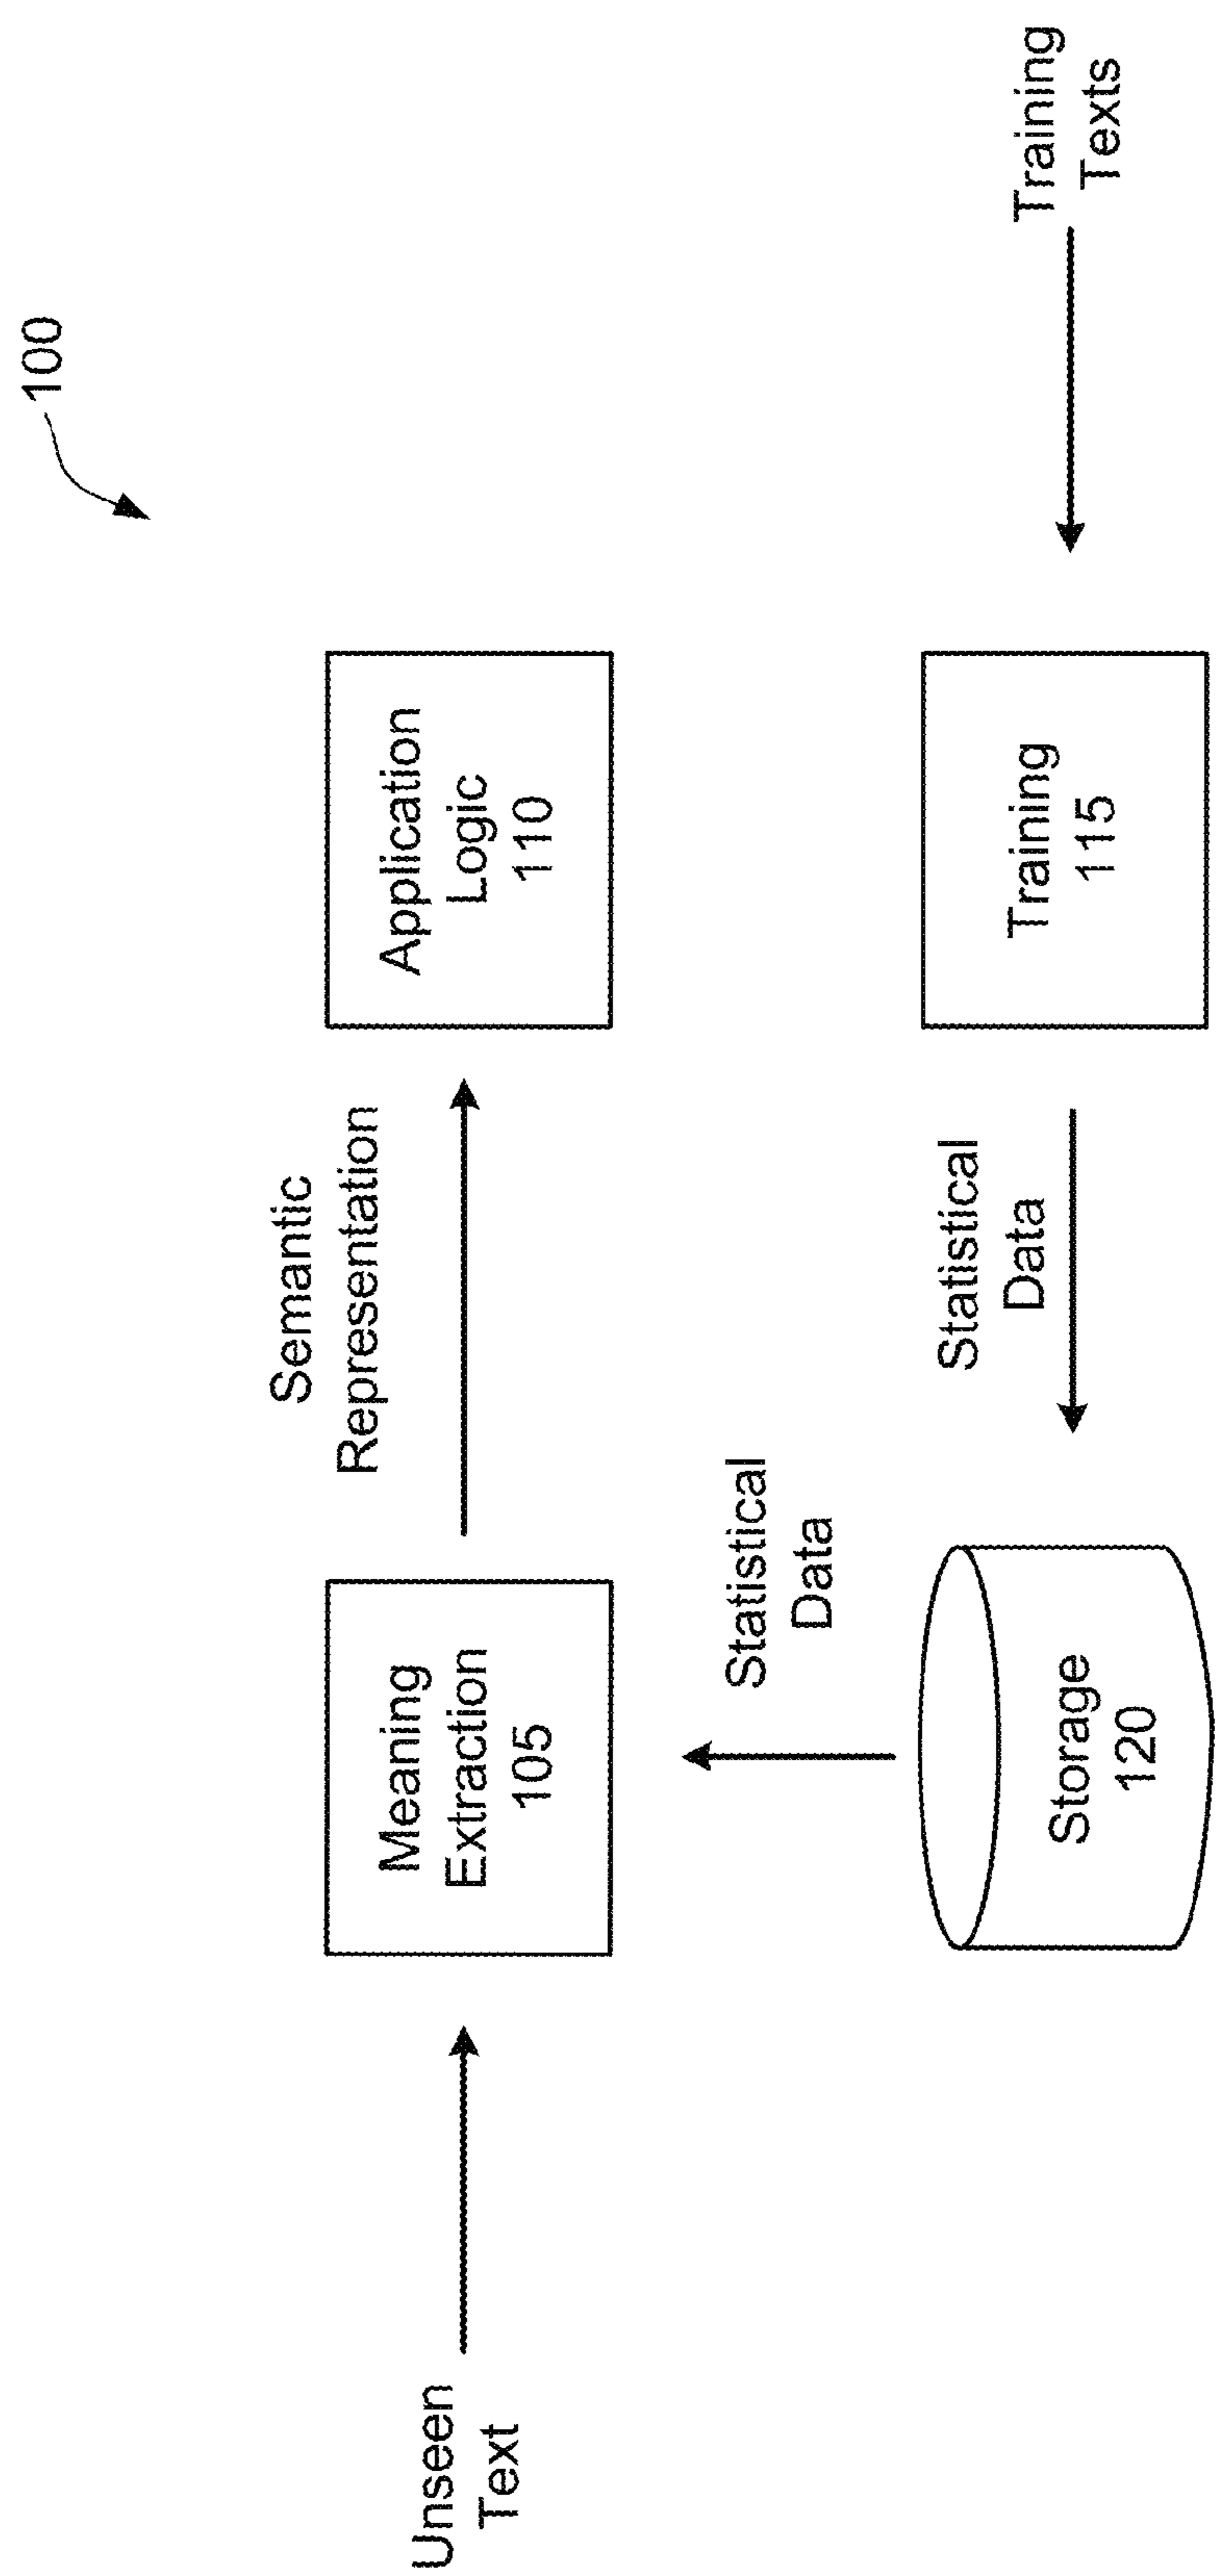 100
Unseen
Text
Meaning
Extraction
105
Semantic
Representation
Application
Logic
110
Statistical
Data
Storage
120
Statistical
Data
Training
115
Training
Texts